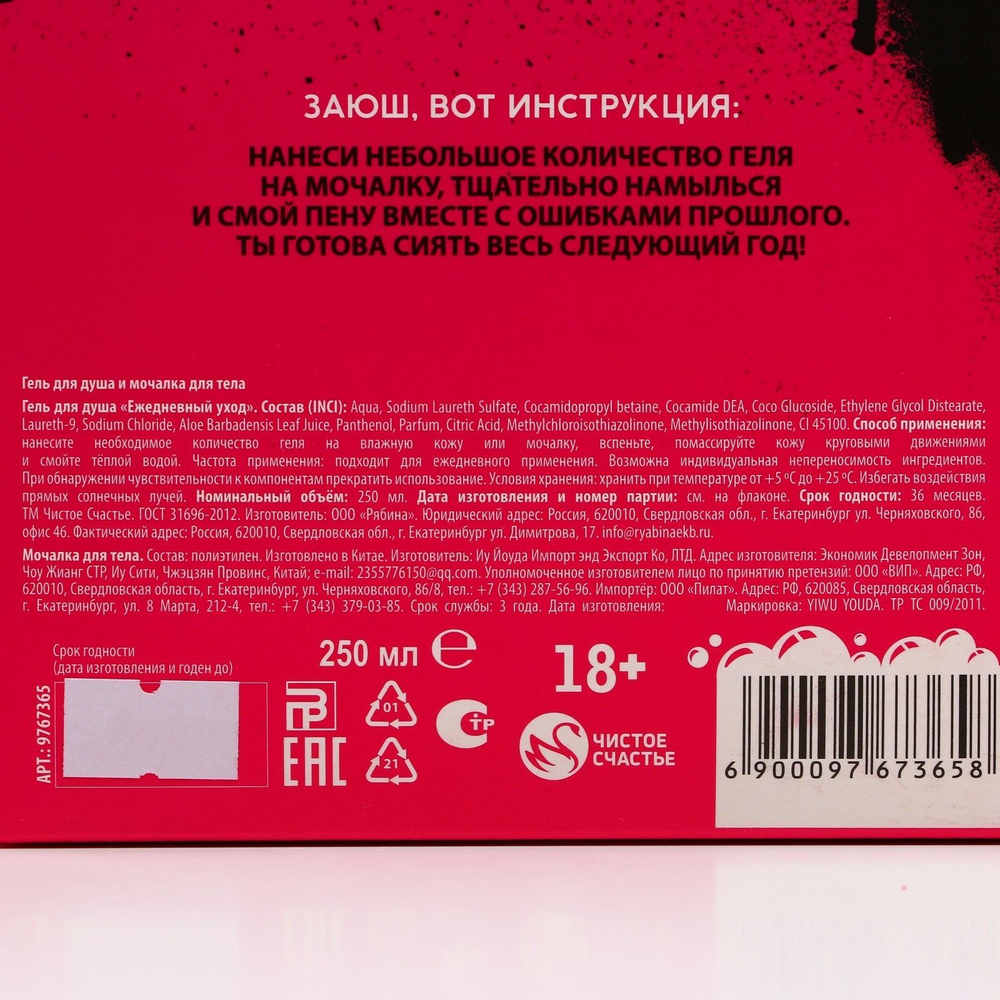 ЗАЮШ, ВОТ ИНСТРУКЦИЯ:
НАНЕСИ НЕБОЛЬШОЕ КОЛИЧЕСТВО ГЕЛЯ
НА МОЧАЛКУ, ТЩАТЕЛЬНО НАМЫЛЬСЯ
И СМОЙ ПЕНУ ВМЕСТЕ С ОШИБКАМИ ПРОШЛОГО.
ТЫ ГОТОВА СИЯТЬ ВЕСЬ СЛЕДУЮЩИЙ ГОД!
Гель для душа и мочалка для тела
Гель для душа «Ежедневный уход». Состав (INCI): Aqua, Sodium Laureth Sulfate, Cocamidopropyl betaine, Cocamide DEA, Coco Glucoside, Ethylene Glycol Distearate,
Laureth-9, Sodium Chloride, Aloe Barbadensis Leaf Juice, Panthenol, Parfum, Citric Acid, Methylchloroisothiazolinone, Methylisothiazolinone, CI 45100. Способ применения:
нанесите необходимое количество геля на влажную кожу или мочалку, вспеньте, помассируйте кожу круговыми движениями
и смойте тёплой водой. Частота применения: подходит для ежедневного применения. Возможна индивидуальная непереносимость ингредиентов.
При обнаружении чувствительности к компонентам прекратить использование. Условия хранения: хранить при температуре от +5 °С до +25 °С. Избегать воздействия
прямых солнечных лучей. Номинальный объём: 250 мл. Дата изготовления и номер партии: см. на флаконе. Срок годности: 36 месяцев.
ТМ Чистое Счастье. ГОСТ 31696-2012. Изготовитель: ООО «Рябина». Юридический адрес: Россия, 620010, Свердловская обл., г. Екатеринбург ул. Черняховского, 86,
офис 46. Фактический адрес: Россия, 620010, Свердловская обл., г. Екатеринбург ул. Димитрова, 17. info@ryabinaekb.ru.
Мочалка для тела. Состав: полиэтилен. Изготовлено в Китае. Изготовитель: Иу Йоуда Импорт энд Экспорт Ко, ЛТД. Адрес изготовителя: Экономик Девелопмент Зон,
Чоу Жианг СТР, Иу Сити, Чжэцзян Провинс, Китай; e-mail: 2355776150@qq.com. Уполномоченное изготовителем лицо по принятию претензий: ООО «ВИП». Адрес: РФ,
620010, Свердловская область, г. Екатеринбург, ул. Черняховского, 86/8, тел.: +7 (343) 287-56-96. Импортёр: ООО «Пилат». Адрес: РФ, 620085, Свердловская область,
г. Екатеринбург, ул. 8 Марта, 212-4, тел.: +7 (343) 379-03-85. Срок службы: 3 года. Дата изготовления: Маркировка: YIWU YOUDA. ТР ТС 009/2011.
Срок годности
(дата изготовления и годен до)
250 мл ℮
18+
АРТ.: 9767365
РВ
ЕАС
01
21
СТР
ЧИСТОЕ
СЧАСТЬЕ
6 900097 673658